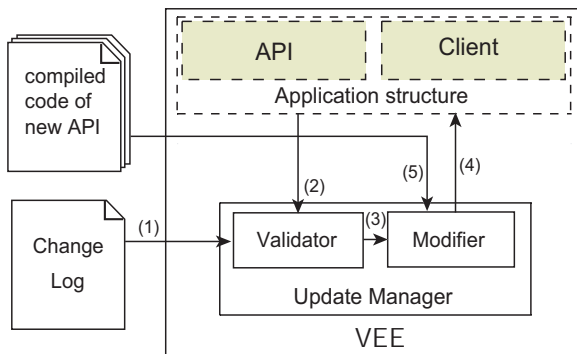 compiled
code of
new API
API
Client
Application structure
(1)
(2)
(3)
(4)
(5)
Change
Log
Validator
Modifier
Update Manager
VEE